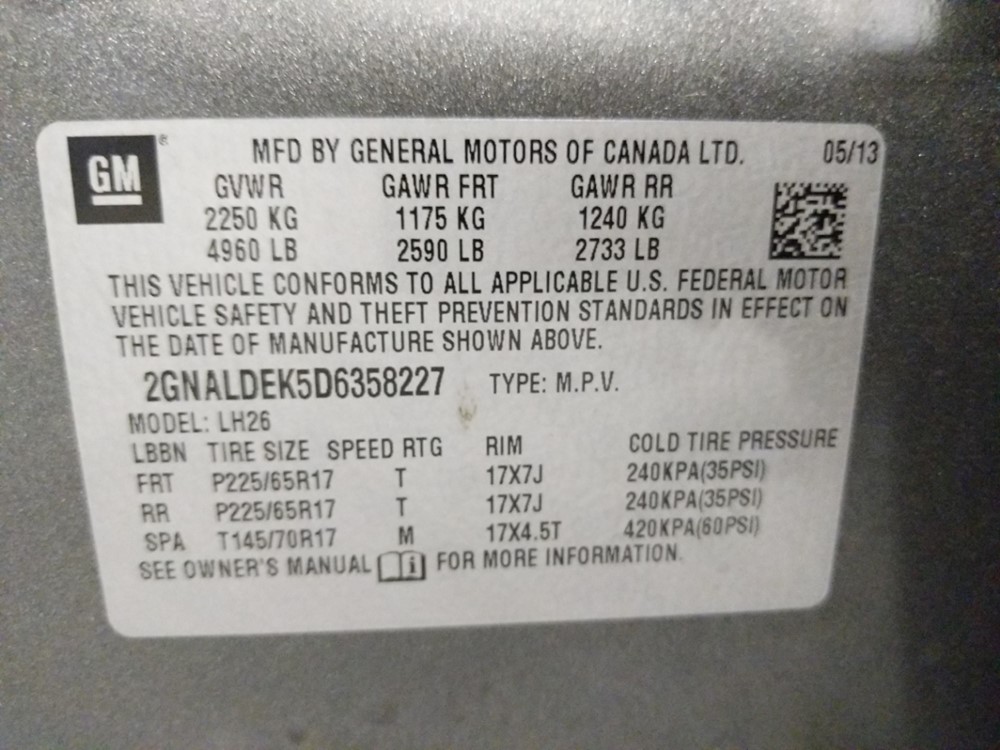 GM ® MFD BY GENERAL MOTORS OF CANADA LTD. 05/13
GVWR GAWR FRT GAWR RR
2250 KG 1175 KG 1240 KG
4960 LB 2590 LB 2733 LB
THIS VEHICLE CONFORMS TO ALL APPLICABLE U.S. FEDERAL MOTOR
VEHICLE SAFETY AND THEFT PREVENTION STANDARDS IN EFFECT ON
THE DATE OF MANUFACTURE SHOWN ABOVE.
2GNALDEK5D6358227 TYPE: M.P.V.
MODEL: LH26
LBBN TIRE SIZE SPEED RTG RIM COLD TIRE PRESSURE
FRT P225/65R17 T 17X7J 240KPA(35PSI)
RR P225/65R17 T 17X7J 240KPA(35PSI)
SPA T145/70R17 M 17X4.5T 420KPA(60PSI)
SEE OWNER'S MANUAL i FOR MORE INFORMATION.